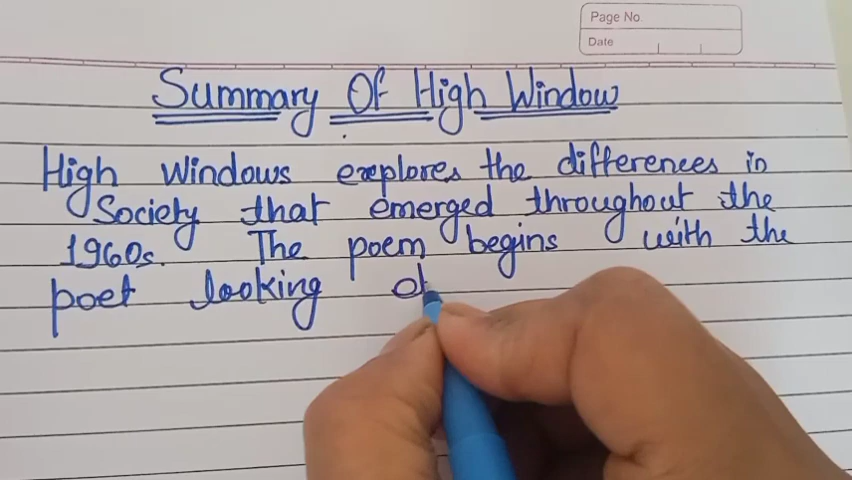 Page No.
Date
Summary Of High Window
High Windows explores the differences in
Society that emerged throughout the
1960s. The poem begins with the
poet looking